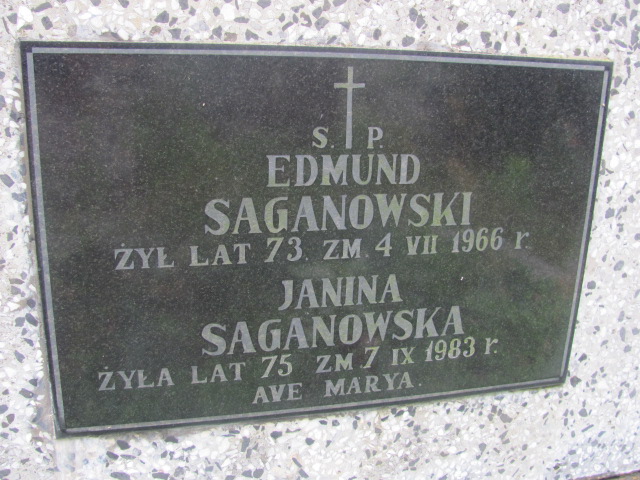 S. P.
EDMUND
SAGANOWSKI
ŻYŁ LAT 73. ZM. 4 VII 1966 r.
JANINA
SAGANOWSKA
ŻYŁA LAT 75 ZM 7 IX 1983 r.
AVE MARYA.